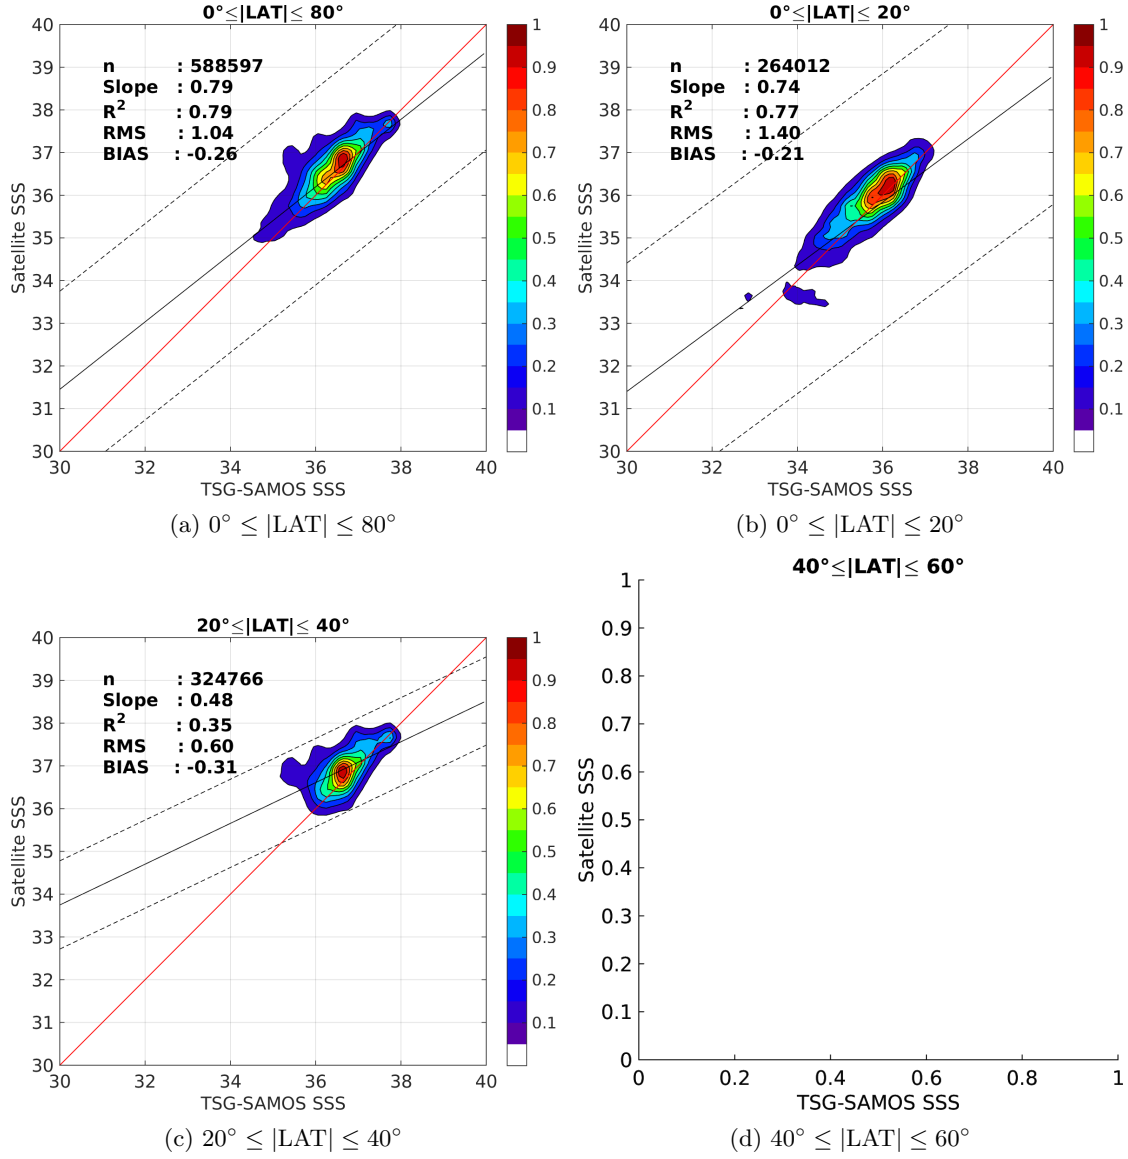 0°≤|LAT|≤ 80°
40
39
38
37
36
35
34
33
32
31
30
n : 588597
Slope : 0.79
R² : 0.79
RMS : 1.04
BIAS : -0.26
Satellite SSS
30 32 34 36 38 40
TSG-SAMOS SSS
1
0.9
0.8
0.7
0.6
0.5
0.4
0.3
0.2
0.1
(a) 0° ≤ |LAT| ≤ 80°
0°≤|LAT|≤ 20°
40
39
38
37
36
35
34
33
32
31
30
n : 264012
Slope : 0.74
R² : 0.77
RMS : 1.40
BIAS : -0.21
Satellite SSS
30 32 34 36 38 40
TSG-SAMOS SSS
1
0.9
0.8
0.7
0.6
0.5
0.4
0.3
0.2
0.1
(b) 0° ≤ |LAT| ≤ 20°
20°≤|LAT|≤ 40°
40
39
38
37
36
35
34
33
32
31
30
n : 324766
Slope : 0.48
R² : 0.35
RMS : 0.60
BIAS : -0.31
Satellite SSS
30 32 34 36 38 40
TSG-SAMOS SSS
1
0.9
0.8
0.7
0.6
0.5
0.4
0.3
0.2
0.1
(c) 20° ≤ |LAT| ≤ 40°
40°≤|LAT|≤ 60°
1
0.9
0.8
0.7
0.6
0.5
0.4
0.3
0.2
0.1
0
Satellite SSS
0 0.2 0.4 0.6 0.8 1
TSG-SAMOS SSS
(d) 40° ≤ |LAT| ≤ 60°